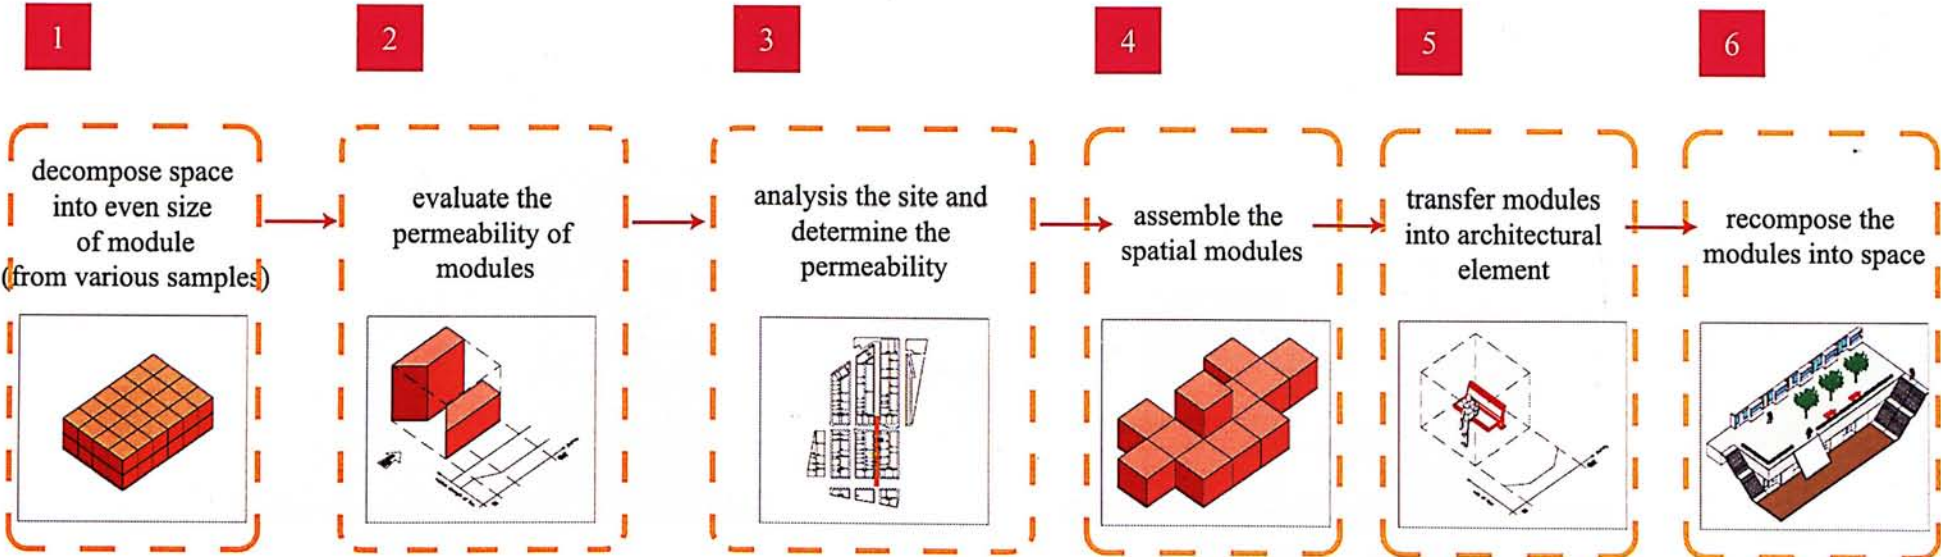 1
2
3
4
5
6
decompose space
into even size
of module
(from various samples)
evaluate the
permeability of
modules
analysis the site and
determine the
permeability
assemble the
spatial modules
transfer modules
into architectural
element
recompose the
modules into space